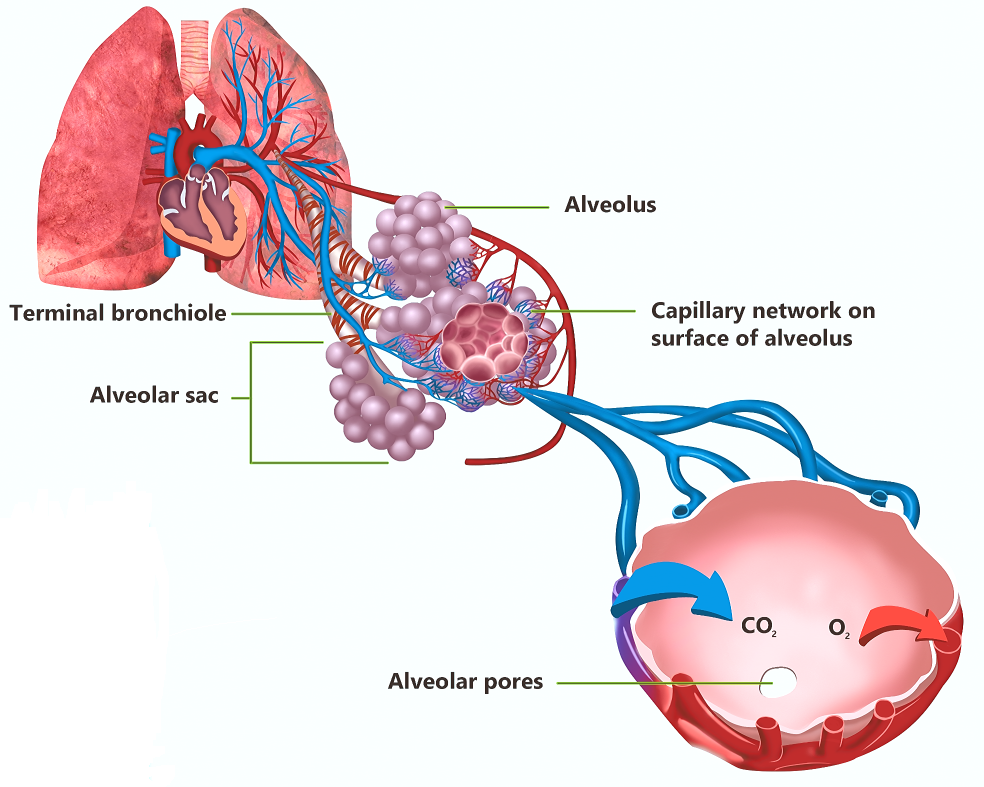 Alveolus
Terminal bronchiole
Capillary network on
surface of alveolus
Alveolar sac
CO₂
O₂
Alveolar pores